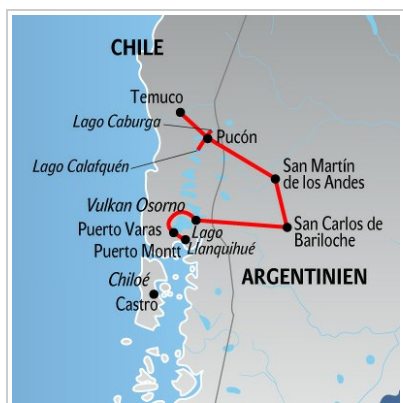 CHILE
Temuco
Lago Caburga
Pucón
Lago Calafquén
San Martín
de los Andes
Vulkan Osorno
Puerto Varas
Lago
Llanquihué
San Carlos de
Bariloche
Puerto Montt
Chiloé
Castro
ARGENTINIEN